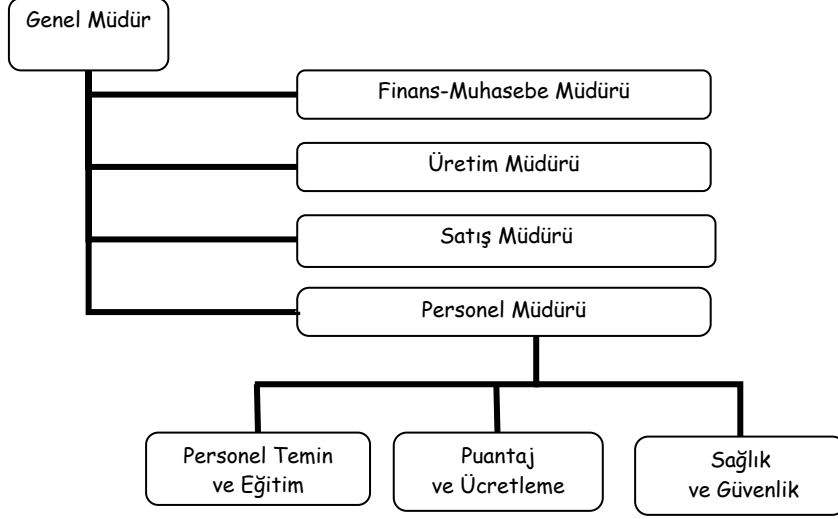 Genel Müdür
Finans-Muhasebe Müdürü
Üretim Müdürü
Satış Müdürü
Personel Müdürü
Personel Temin
ve Eğitim
Puantaj
ve Ücretleme
Sağlık
ve Güvenlik